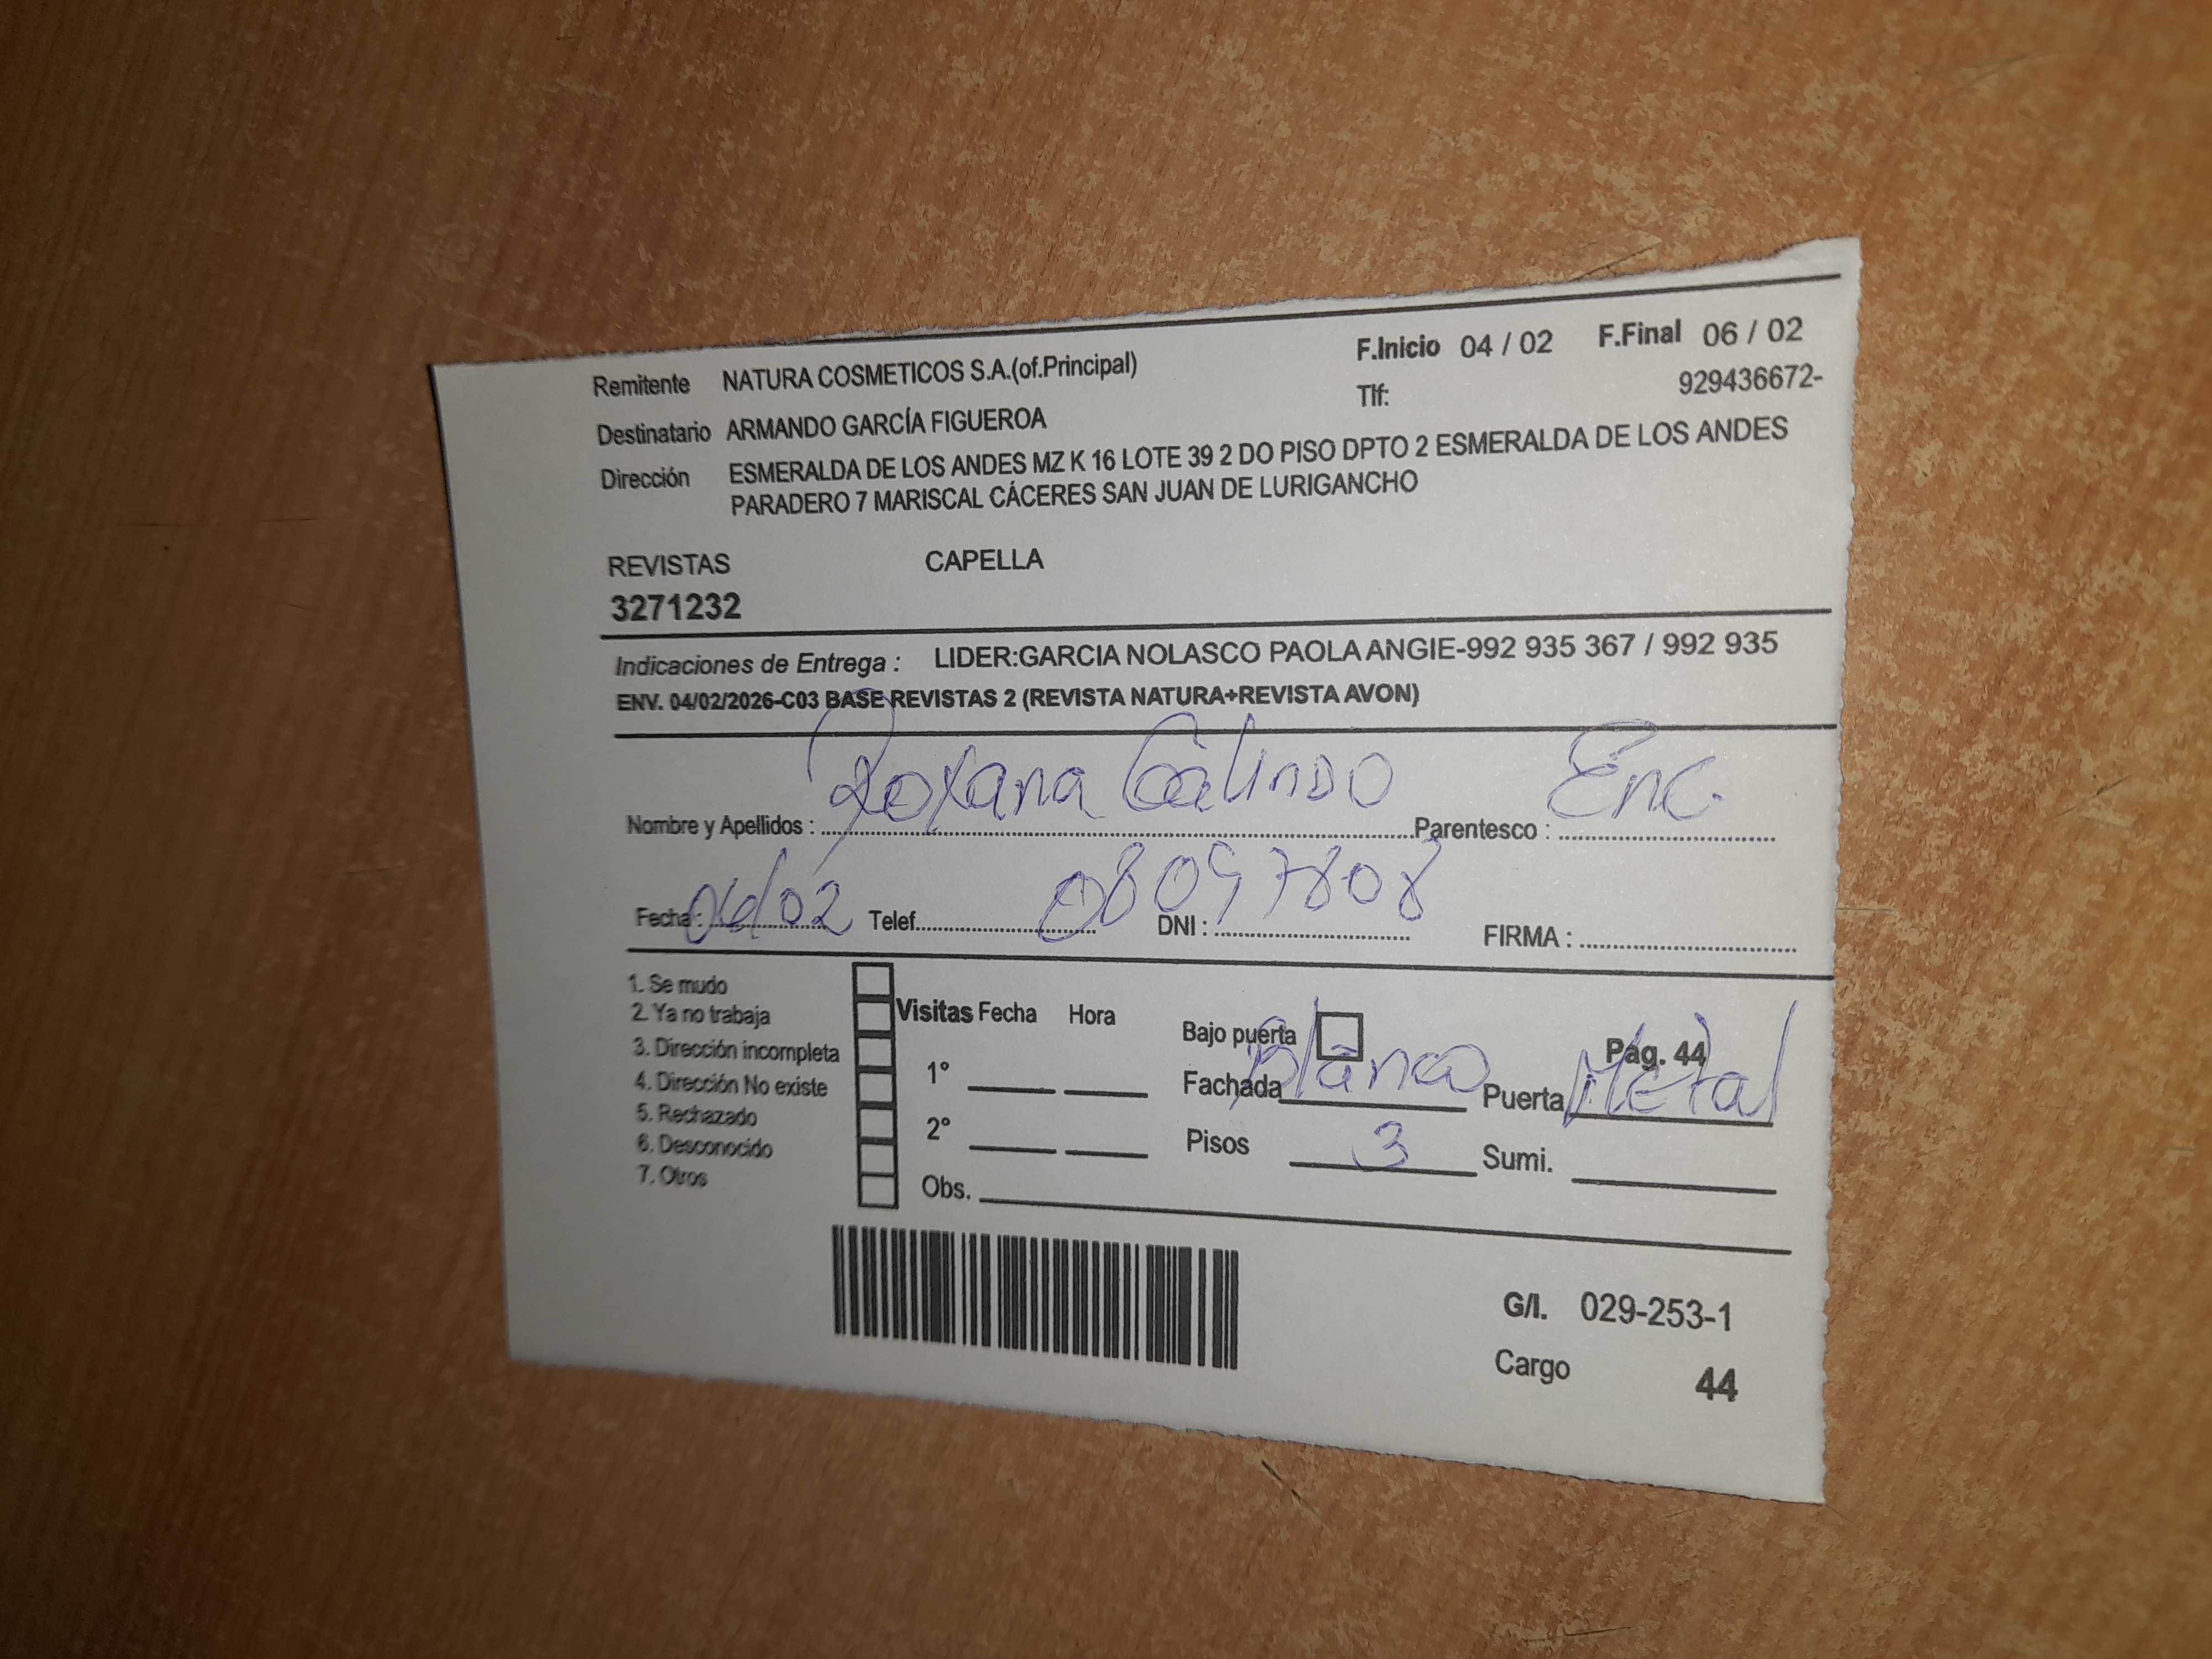 Remitente NATURA COSMETICOS S.A.(of.Principal) F.Inicio 04 / 02 F.Final 06 / 02
Tlf: 929436672-
Destinatario ARMANDO GARCÍA FIGUEROA
Dirección ESMERALDA DE LOS ANDES MZ K 16 LOTE 39 2 DO PISO DPTO 2 ESMERALDA DE LOS ANDES
PARADERO 7 MARISCAL CÁCERES SAN JUAN DE LURIGANCHO
REVISTAS CAPELLA
3271232
Indicaciones de Entrega : LIDER:GARCIA NOLASCO PAOLA ANGIE-992 935 367 / 992 935
ENV. 04/02/2026-C03 BASE REVISTAS 2 (REVISTA NATURA+REVISTA AVON)
Nombre y Apellidos : Roxana Galindo Parentesco : Enc.
Fecha : 06/02 Telef. DNI : 08097808 FIRMA :
1. Se mudo
2. Ya no trabaja
3. Dirección incompleta
4. Dirección No existe
5. Rechazado
6. Desconocido
7. Otros
Visitas Fecha Hora
1°
2°
Obs.
Bajo puerta Pág. 44
Fachada blanco Puerta Metal
Pisos 3 Sumi.
G/I. 029-253-1
Cargo 44